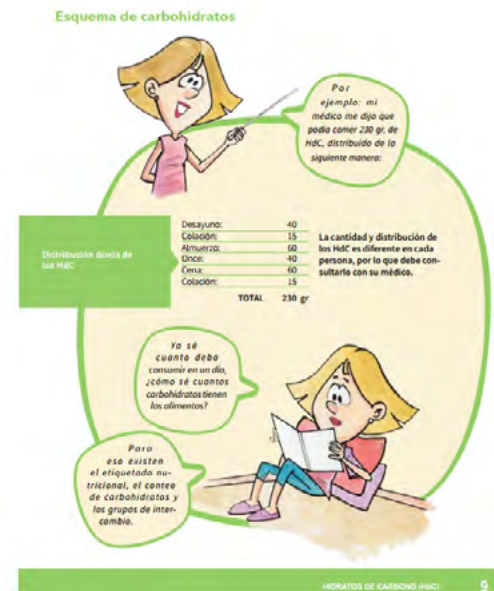 Esquema de carbohidratos
Por
ejemplo: mi
médico me dijo que
podía comer 230 gr. de
HdC, distribuido de la
siguiente manera:
Distribución diaria de
los HdC
Desayuno: 40
Colación: 15
Almuerzo: 60
Once: 40
Cena: 60
Colación: 15
TOTAL 230 gr
La cantidad y distribución de
los HdC es diferente en cada
persona, por lo que debe con-
sultarlo con su médico.
Ya sé
cuanto debo
consumir en un día,
¿cómo sé cuantos
carbohidratos tienen
los alimentos?
Para
eso existen
el etiquetado nu-
tricional, el conteo
de carbohidratos y
los grupos de inter-
cambio.
HIDRATOS DE CARBONO (HdC) 9